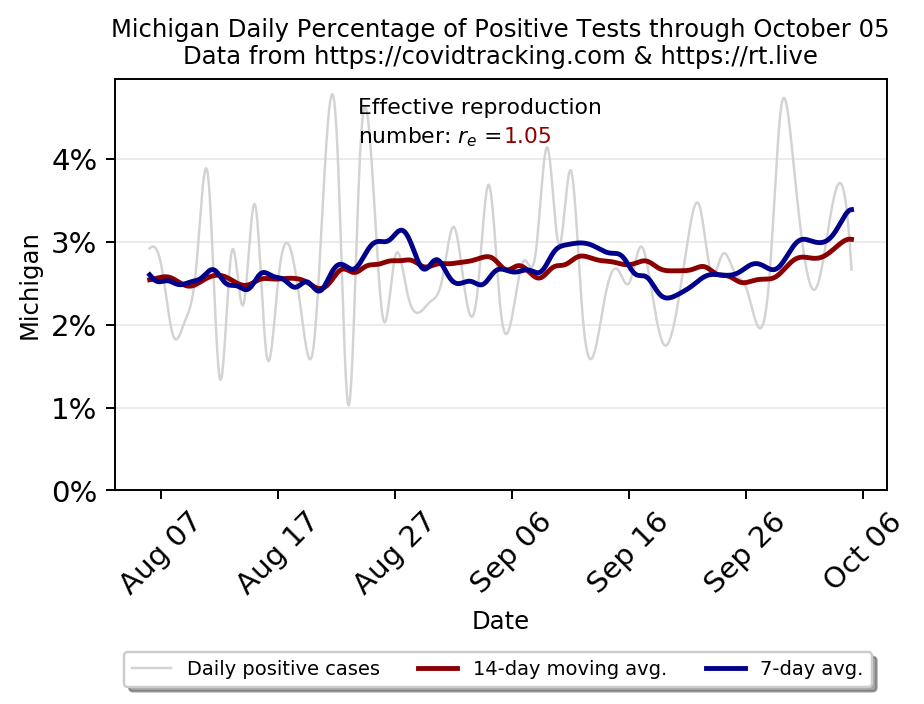 Michigan Daily Percentage of Positive Tests through October 05
Data from https://covidtracking.com & https://rt.live
Effective reproduction
number: rₑ =1.05
4%
3%
2%
1%
0%
Michigan
Aug 07
Aug 17
Aug 27
Sep 06
Sep 16
Sep 26
Oct 06
Date
Daily positive cases
14-day moving avg.
7-day avg.